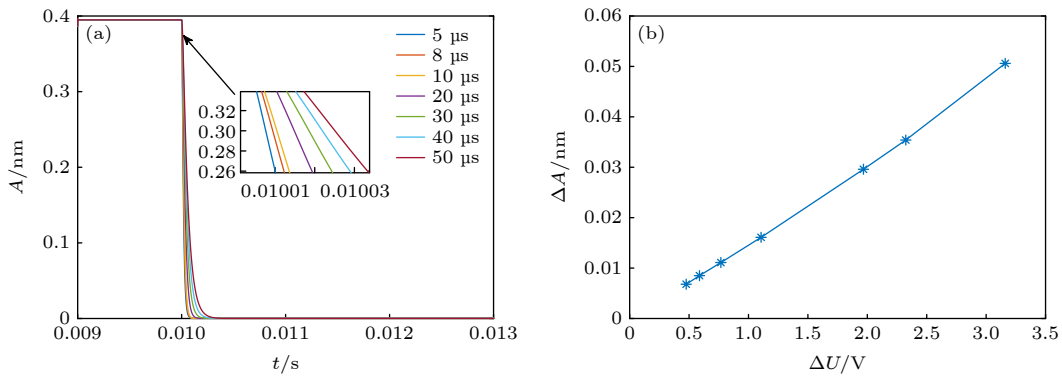 (a)
A/nm
0.4
0.3
0.2
0.1
0
0.009
0.010
0.011
0.012
0.013
t/s
5 µs
8 µs
10 µs
20 µs
30 µs
40 µs
50 µs
0.32
0.30
0.28
0.26
0.01001
0.01003
(b)
ΔA/nm
0.06
0.05
0.04
0.03
0.02
0.01
0
0
0.5
1.0
1.5
2.0
2.5
3.0
3.5
ΔU/V